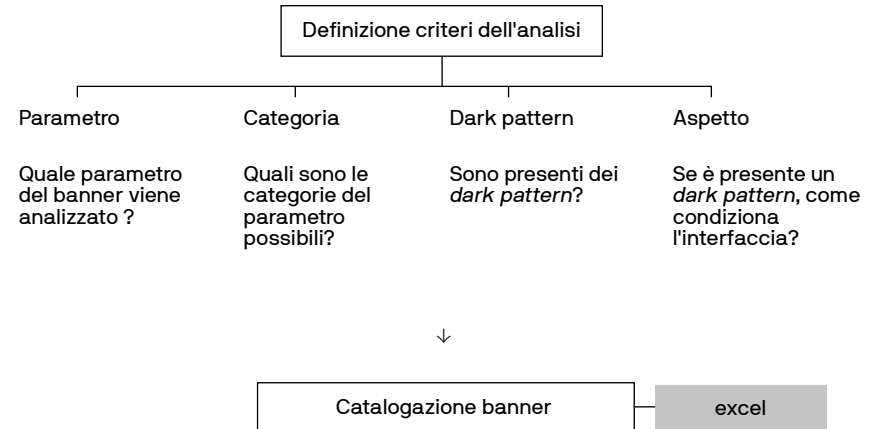 Definizione criteri dell'analisi
Parametro
Quale parametro
del banner viene
analizzato ?
Categoria
Quali sono le
categorie del
parametro
possibili?
Dark pattern
Sono presenti dei
dark pattern?
Aspetto
Se è presente un
dark pattern, come
condiziona
l'interfaccia?
↓
Catalogazione banner
excel